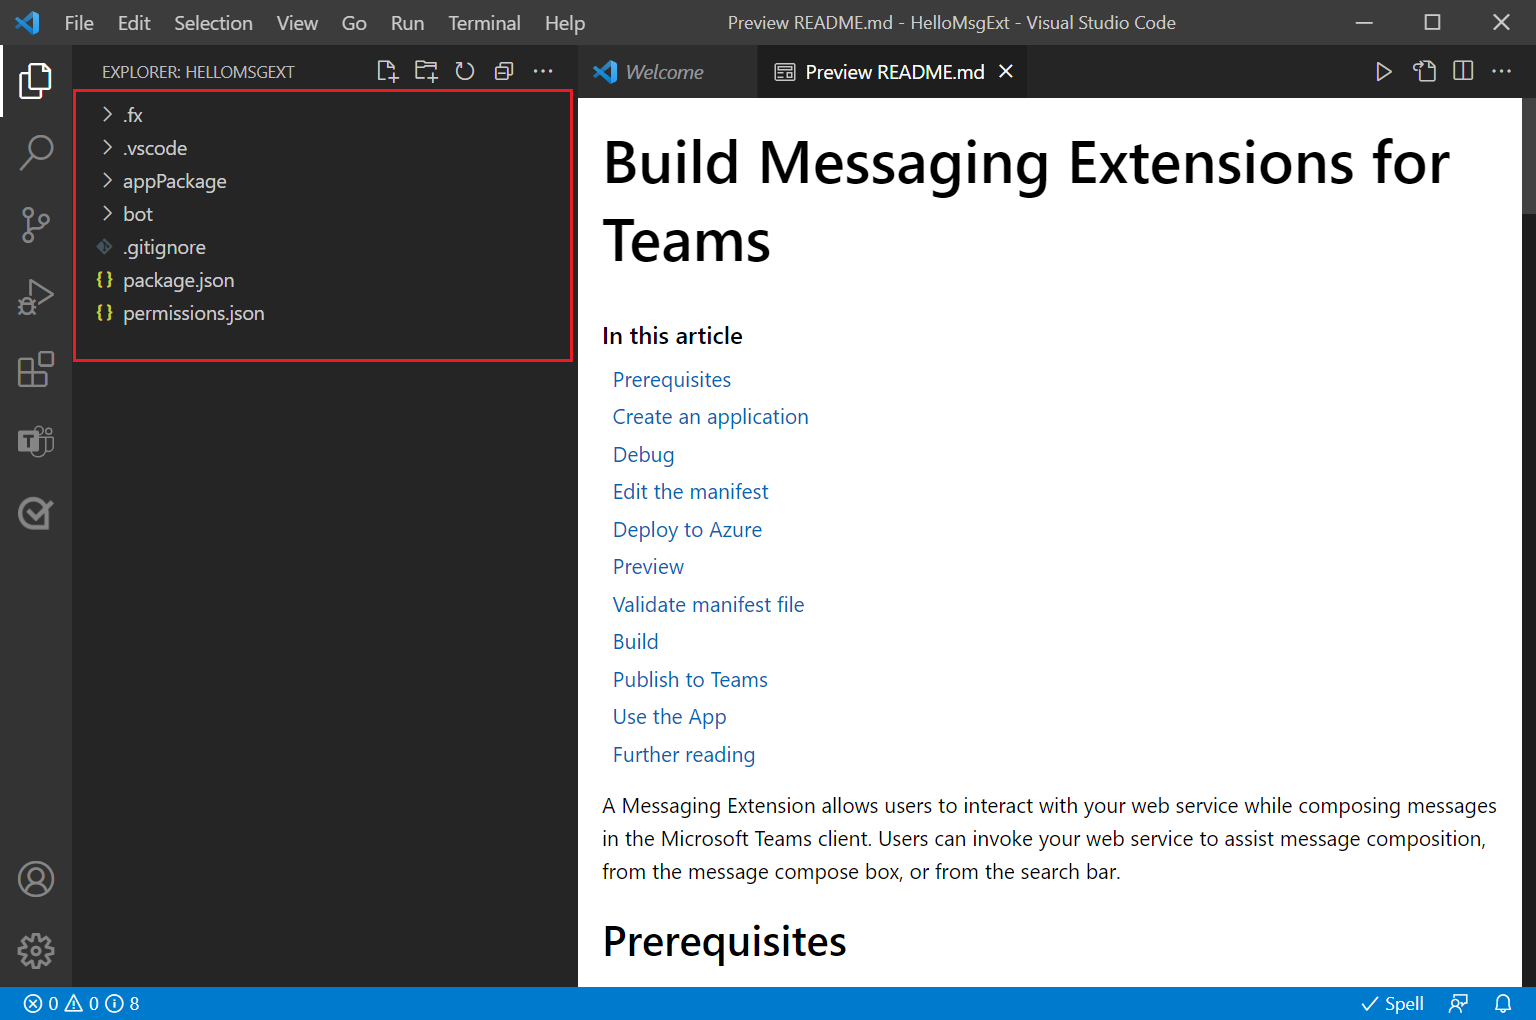 File Edit Selection View Go Run Terminal Help Preview README.md - HelloMsgExt - Visual Studio Code
EXPLORER: HELLOMSGEXT
.fx
.vscode
appPackage
bot
.gitignore
{} package.json
{} permissions.json
Welcome Preview README.md
Build Messaging Extensions for
Teams
In this article
Prerequisites
Create an application
Debug
Edit the manifest
Deploy to Azure
Preview
Validate manifest file
Build
Publish to Teams
Use the App
Further reading
A Messaging Extension allows users to interact with your web service while composing messages
in the Microsoft Teams client. Users can invoke your web service to assist message composition,
from the message compose box, or from the search bar.
Prerequisites
0 0 8 Spell